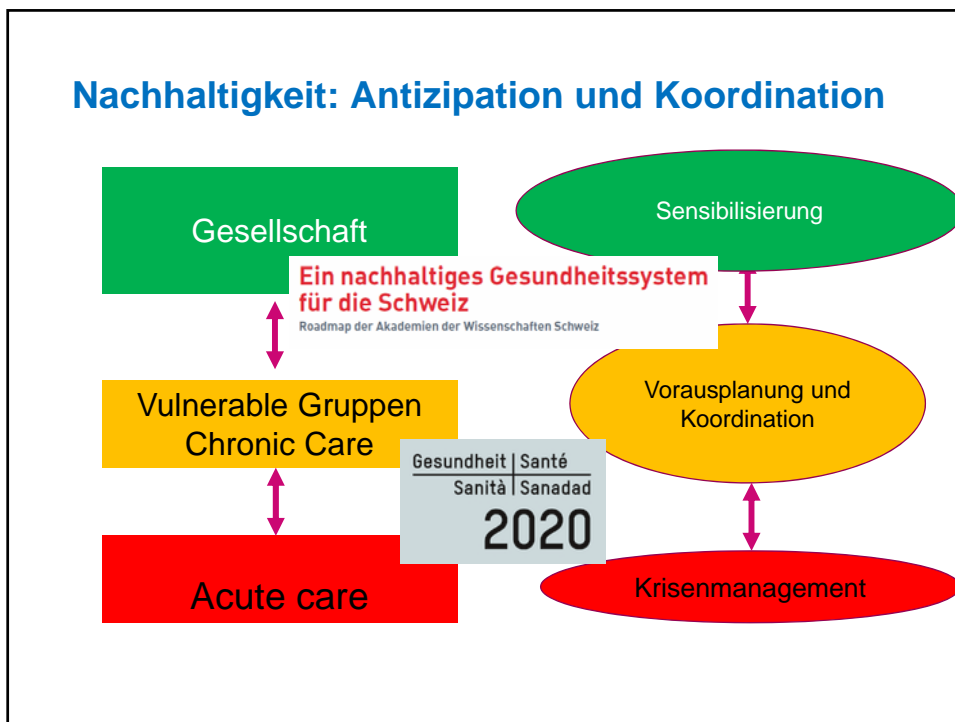 Nachhaltigkeit: Antizipation und Koordination
Gesellschaft
Sensibilisierung
Ein nachhaltiges Gesundheitssystem
für die Schweiz
Roadmap der Akademien der Wissenschaften Schweiz
Vulnerable Gruppen
Chronic Care
Vorausplanung und
Koordination
Gesundheit | Santé
Sanità | Sanadad
2020
Acute care
Krisenmanagement